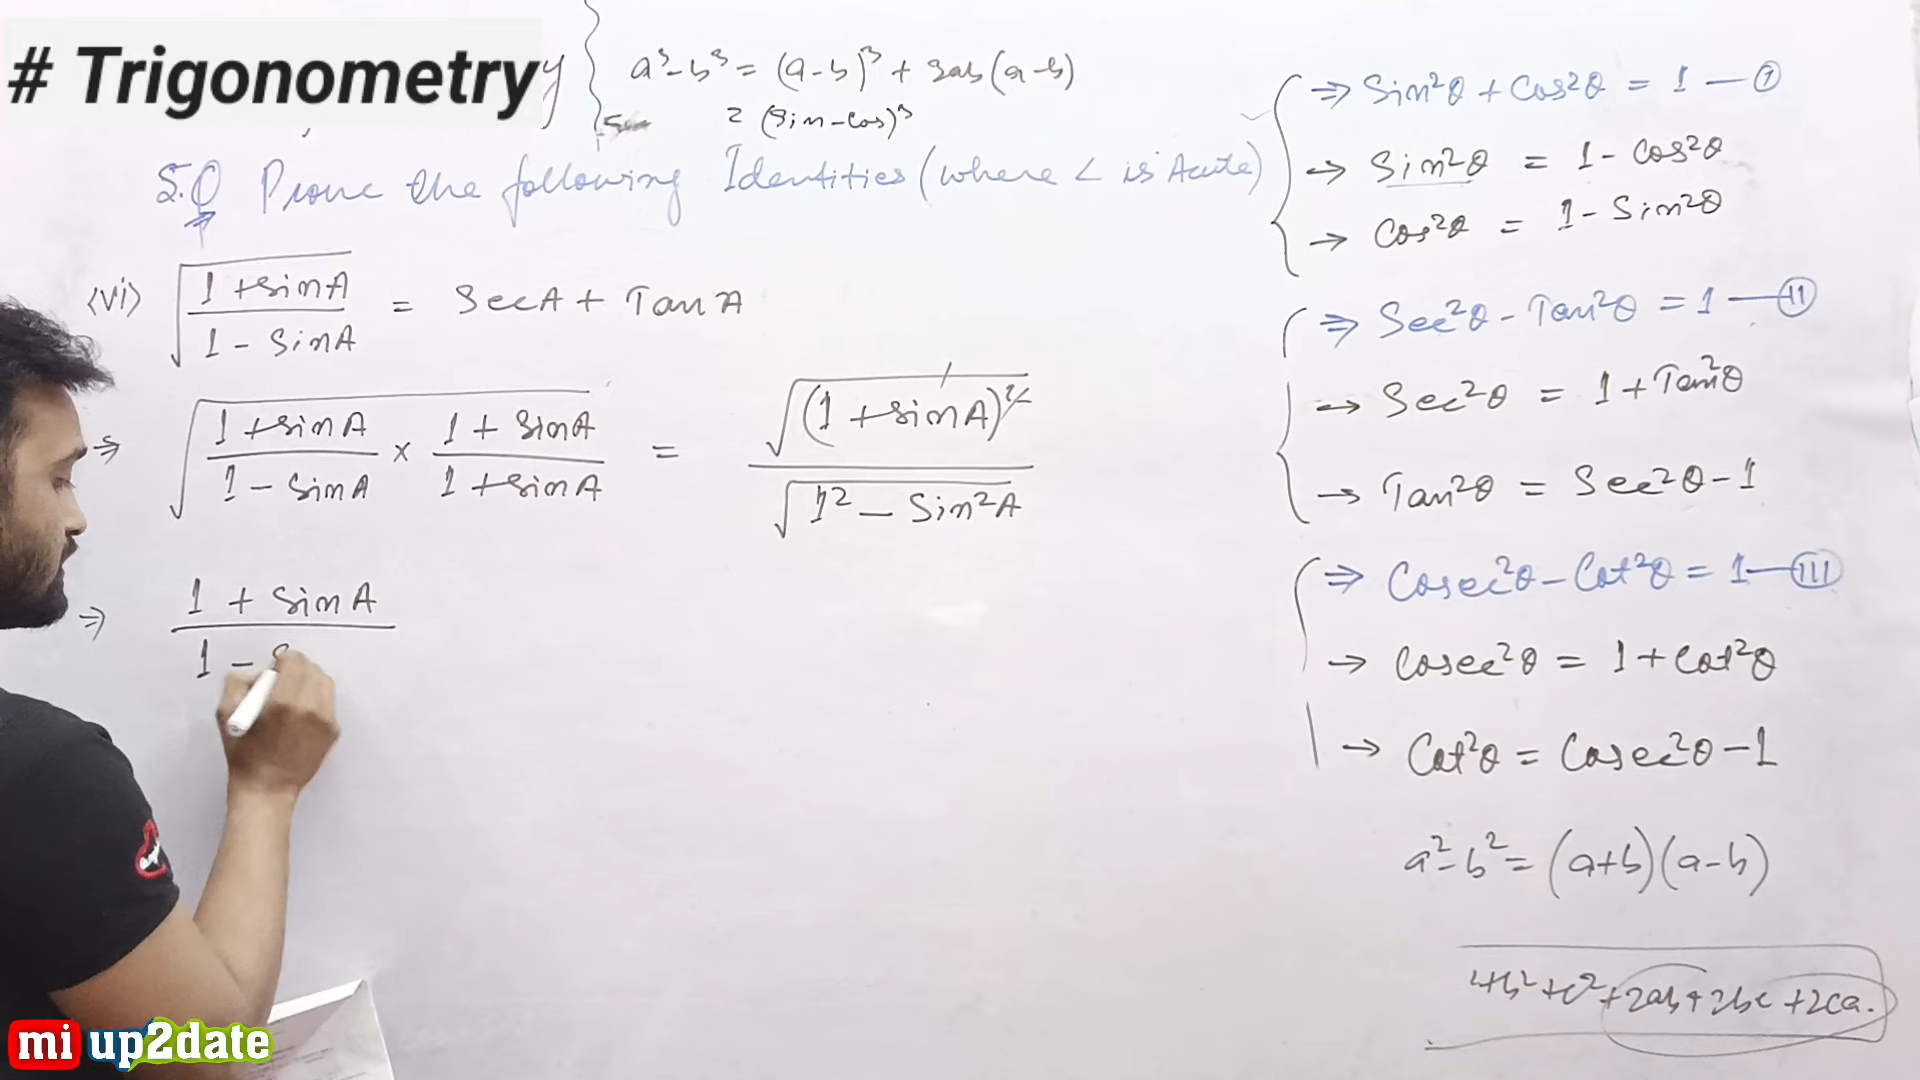 # Trigonometry
a³-b³ = (a-b)³ + 3ab(a-b)
= (Sin-Cos)³
5.Q Prove the following Identities (where < is Acute)
(vi) √((1+SinA)/(1-SinA)) = SecA + TanA
⇒ √((1+SinA)/(1-SinA) × (1+SinA)/(1+SinA)) = √(1+SinA)² / √(1²-Sin²A)
⇒ 1+SinA
1 -
⇒ Sin²θ + Cos²θ = 1 — I
→ Sin²θ = 1 - Cos²θ
→ Cos²θ = 1 - Sin²θ
⇒ Sec²θ - Tan²θ = 1 — II
→ Sec²θ = 1 + Tan²θ
→ Tan²θ = Sec²θ - 1
⇒ Cosec²θ - Cot²θ = 1 — III
→ Cosec²θ = 1 + Cot²θ
→ Cot²θ = Cosec²θ - 1
a²-b² = (a+b)(a-b)
+b²+c²+2ab+2bc+2ca.
mi up2date